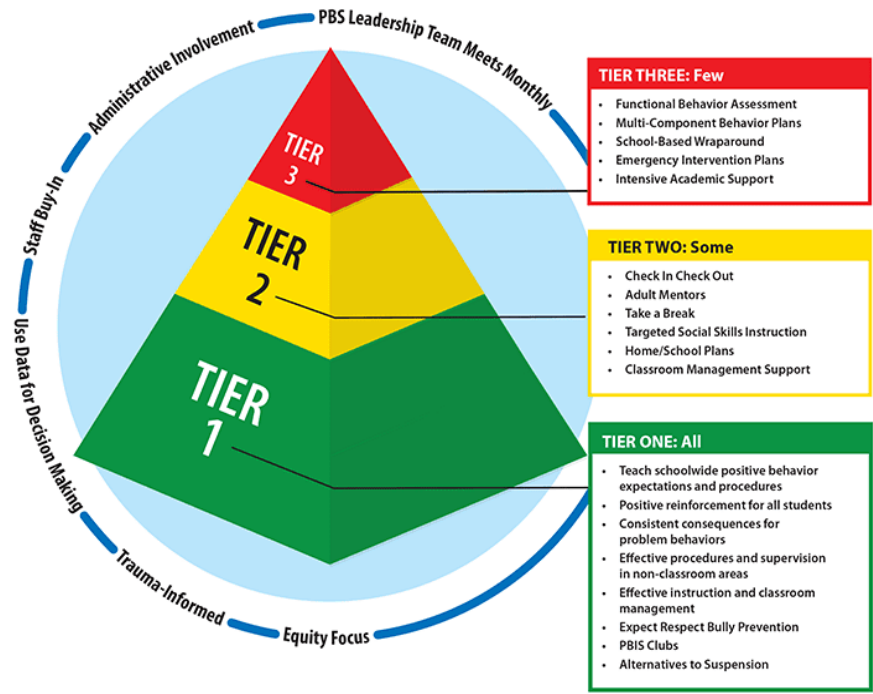 PBS Leadership Team Meets Monthly
Administrative Involvement
Staff Buy-In
Use Data for Decision Making
Trauma-Informed
Equity Focus
TIER
3
TIER
2
TIER
1
TIER THREE: Few
• Functional Behavior Assessment
• Multi-Component Behavior Plans
• School-Based Wraparound
• Emergency Intervention Plans
• Intensive Academic Support
TIER TWO: Some
• Check In Check Out
• Adult Mentors
• Take a Break
• Targeted Social Skills Instruction
• Home/School Plans
• Classroom Management Support
TIER ONE: All
• Teach schoolwide positive behavior
expectations and procedures
• Positive reinforcement for all students
• Consistent consequences for
problem behaviors
• Effective procedures and supervision
in non-classroom areas
• Effective instruction and classroom
management
• Expect Respect Bully Prevention
• PBIS Clubs
• Alternatives to Suspension